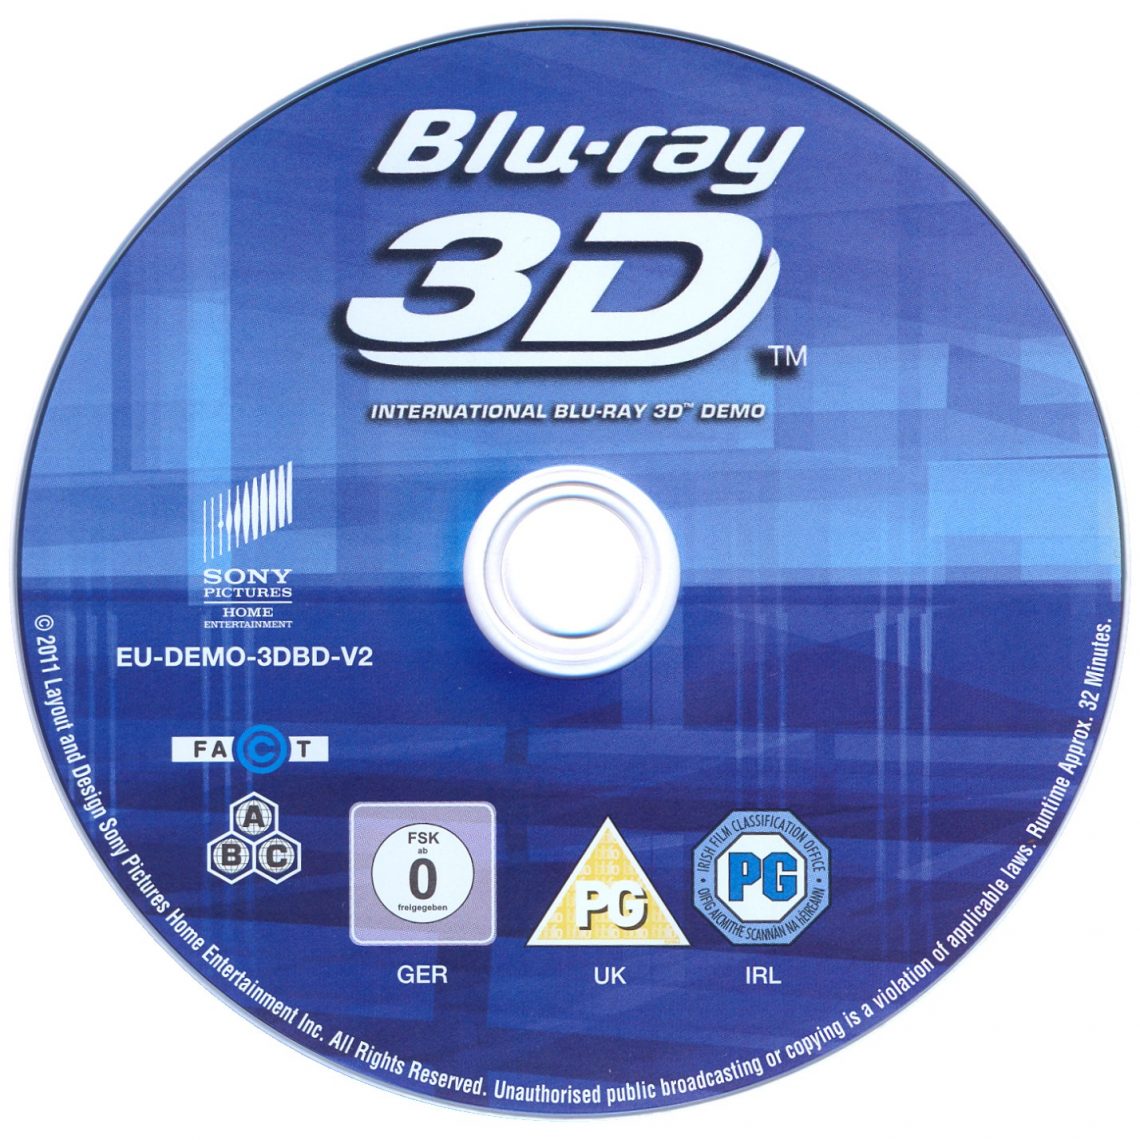 Blu-ray
3D
TM
INTERNATIONAL BLU-RAY 3D™ DEMO
SONY
PICTURES
HOME
ENTERTAINMENT
EU-DEMO-3DBD-V2
FACT
A
B C
FSK
ab
0
freigegeben
GER
PG
UK
IRISH FILM CLASSIFICATION OFFICE
PG
OIFIG AICMITHE SCANNÁN NA HÉIREANN
IRL
© 2011 Layout and Design Sony Pictures Home Entertainment Inc. All Rights Reserved. Unauthorised public broadcasting or copying is a violation of applicable laws. Runtime Approx. 32 Minutes.